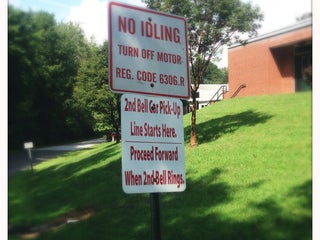 NO IDLING
TURN OFF MOTOR
REG. CODE 6306.R
2nd Bell Car Pick-Up
Line Starts Here.
Proceed Forward
When 2nd Bell Rings.